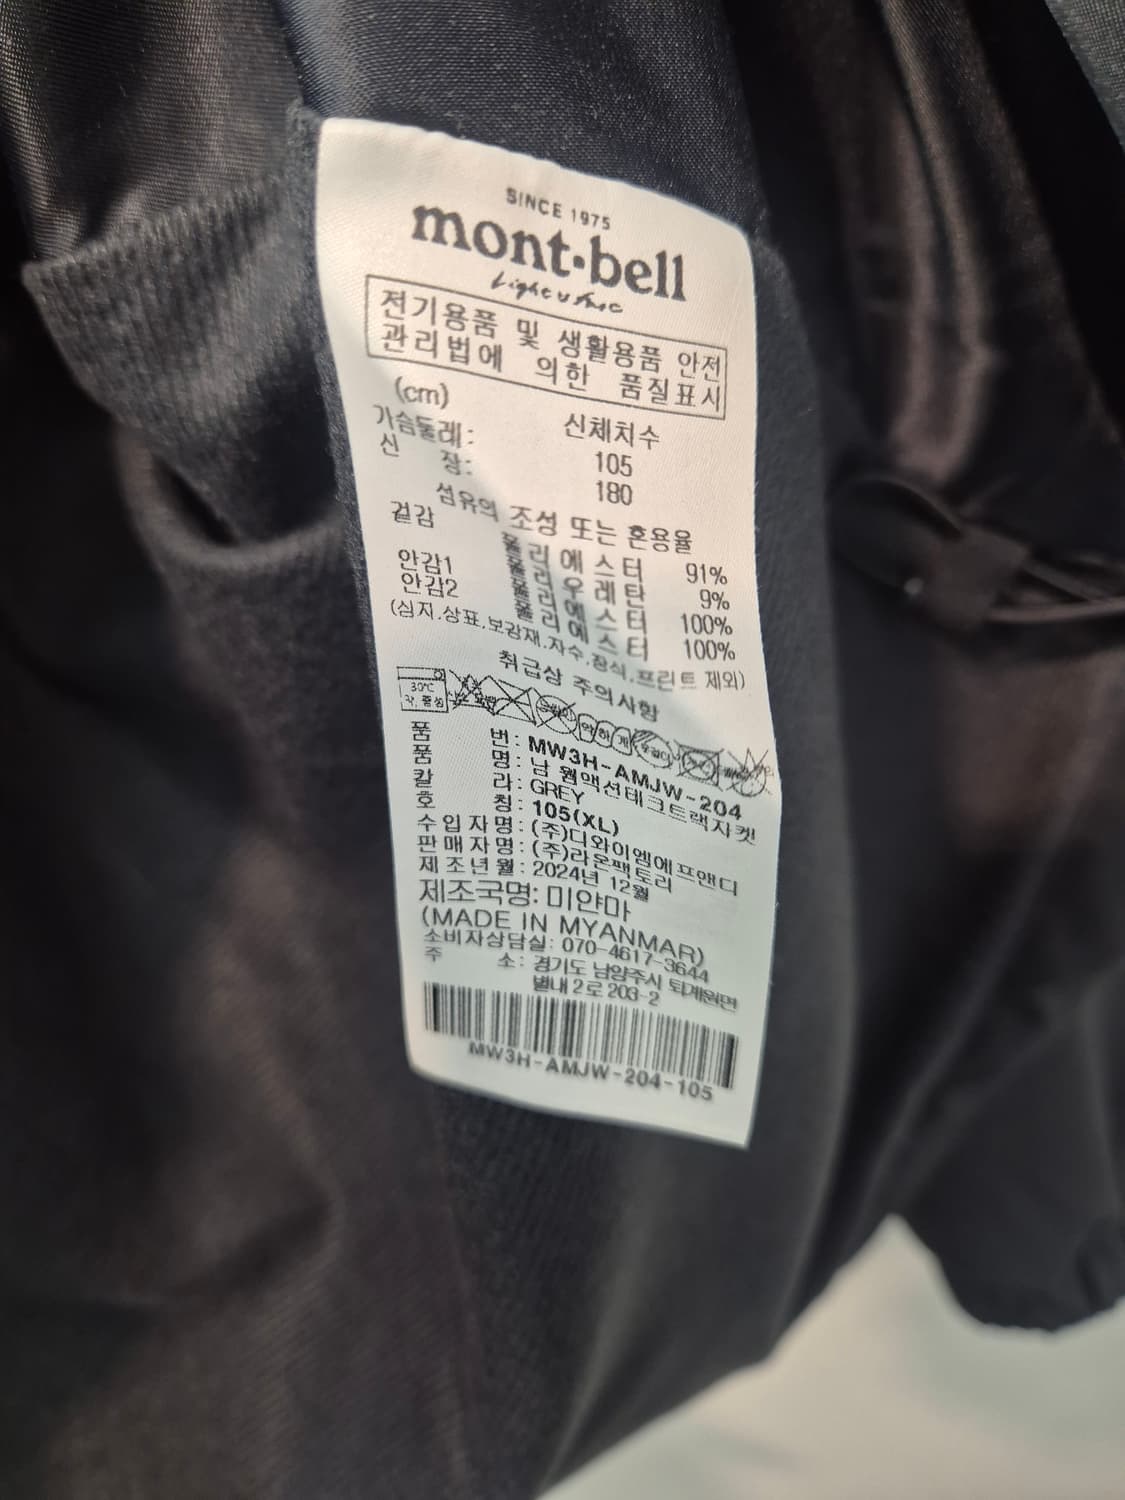 SINCE 1975
mont·bell
전기용품 및 생활용품 안전
관리법에 의한 품질표시
(cm) 신체치수
가슴둘레: 105
신 장: 180
섬유의 조성 또는 혼용율
겉감 폴리에스터 91%
폴리우레탄 9%
안감1 폴리에스터 100%
안감2 폴리에스터 100%
(심지,상표,보강재,자수,장식,프린트 제외)
취급상 주의사항
30℃
약, 중성
품 번: MW3H-AMJW-204
품 명: 남 웜액션테크트랙자켓
칼 라: GREY
호 칭: 105(XL)
수입자명: (주)디와이엠에프앤디
판매자명: (주)라온팩토리
제조년월: 2024년 12월
제조국명: 미얀마
(MADE IN MYANMAR)
소비자상담실: 070-4617-3644
주 소: 경기도 남양주시 퇴계원면
별내2로 203-2
MW3H-AMJW-204-105